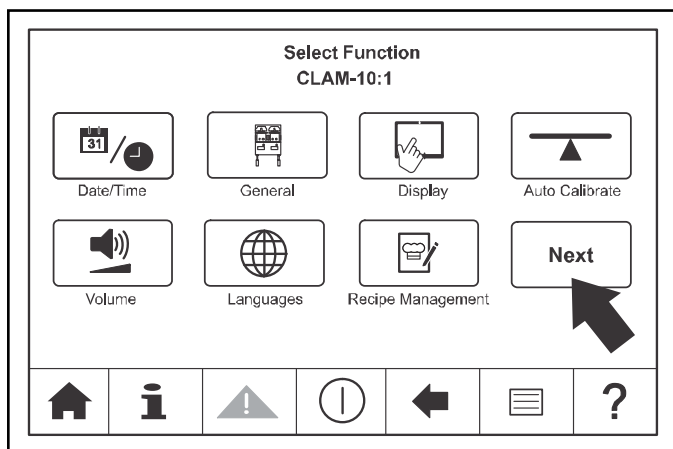 Select Function
CLAM-10:1
31
Date/Time
General
Display
Auto Calibrate
Volume
Languages
Recipe Management
Next
i
!
?